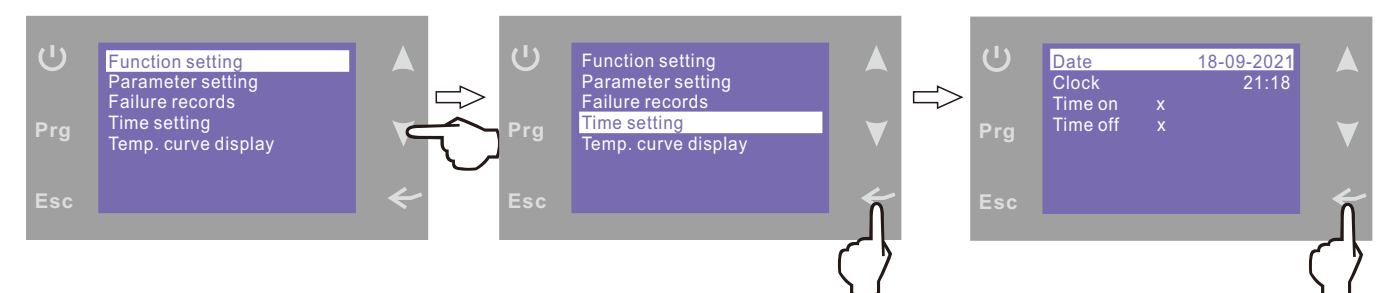 Function setting
Parameter setting
Failure records
Time setting
Temp. curve display
Prg
Esc
Function setting
Parameter setting
Failure records
Time setting
Temp. curve display
Prg
Esc
Date 18-09-2021
Clock 21:18
Time on x
Time off x
Prg
Esc